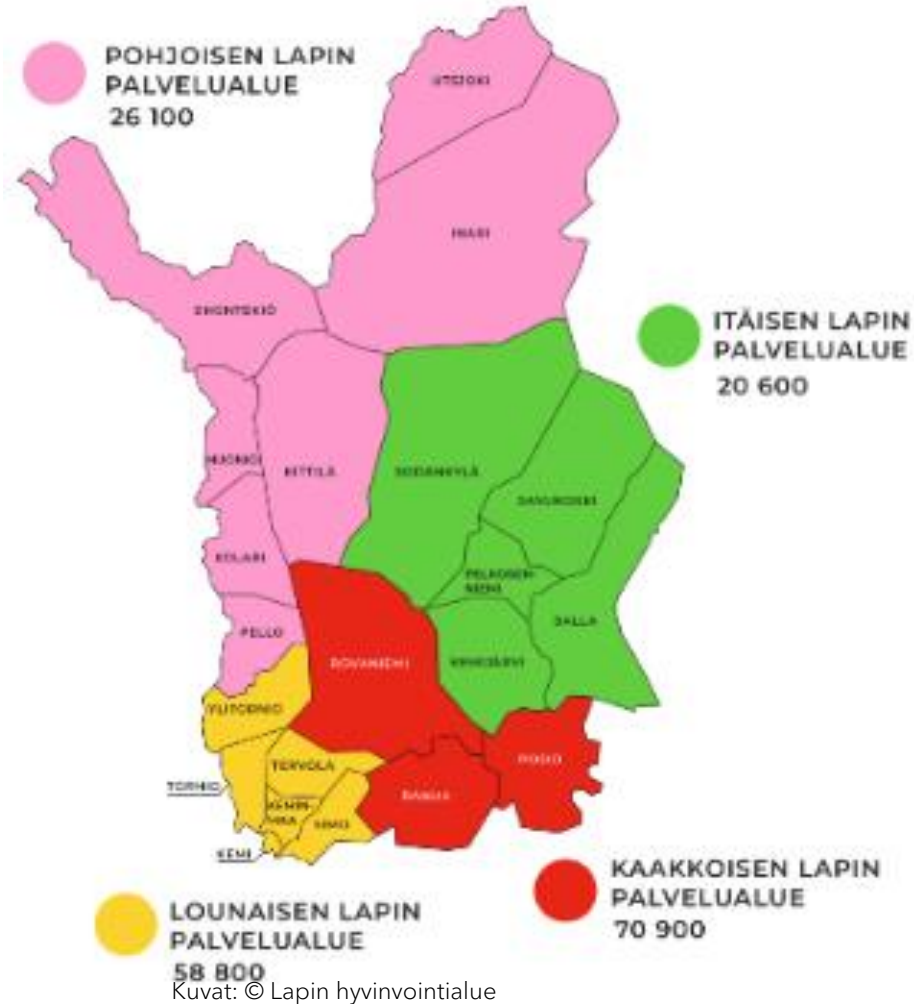 POHJOISEN LAPIN
PALVELUALUE
26 100
UTSJOKI
INARI
ENONTEKIÖ
ITÄISEN LAPIN
PALVELUALUE
20 600
MUONIO
KITTILÄ
SODANKYLÄ
SAVUKOSKI
KOLARI
PELKOSEN-
NIEMI
SALLA
PELLO
ROVANIEMI
KEMIJÄRVI
YLITORNIO
TERVOLA
POSIO
TORNIO
RANUA
KEMIN-
MAA
SIMO
KEMI
KAAKKOISEN LAPIN
PALVELUALUE
70 900
LOUNAISEN LAPIN
PALVELUALUE
58 800
Kuvat: © Lapin hyvinvointialue